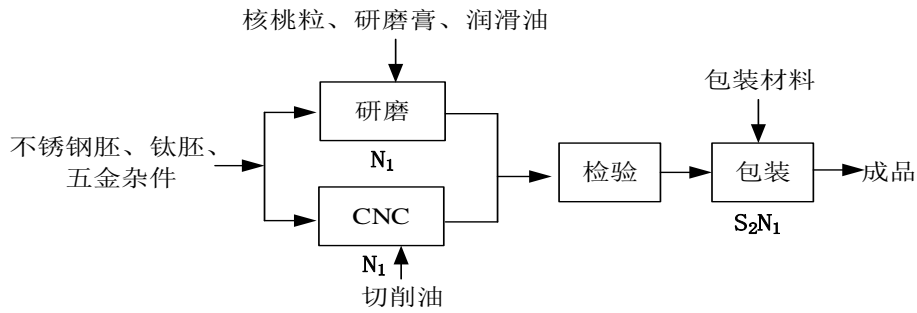 核桃粒、研磨膏、润滑油
研磨
N₁
不锈钢胚、钛胚、
五金杂件
CNC
N₁
切削油
检验
包装材料
包装
S₂N₁
成品